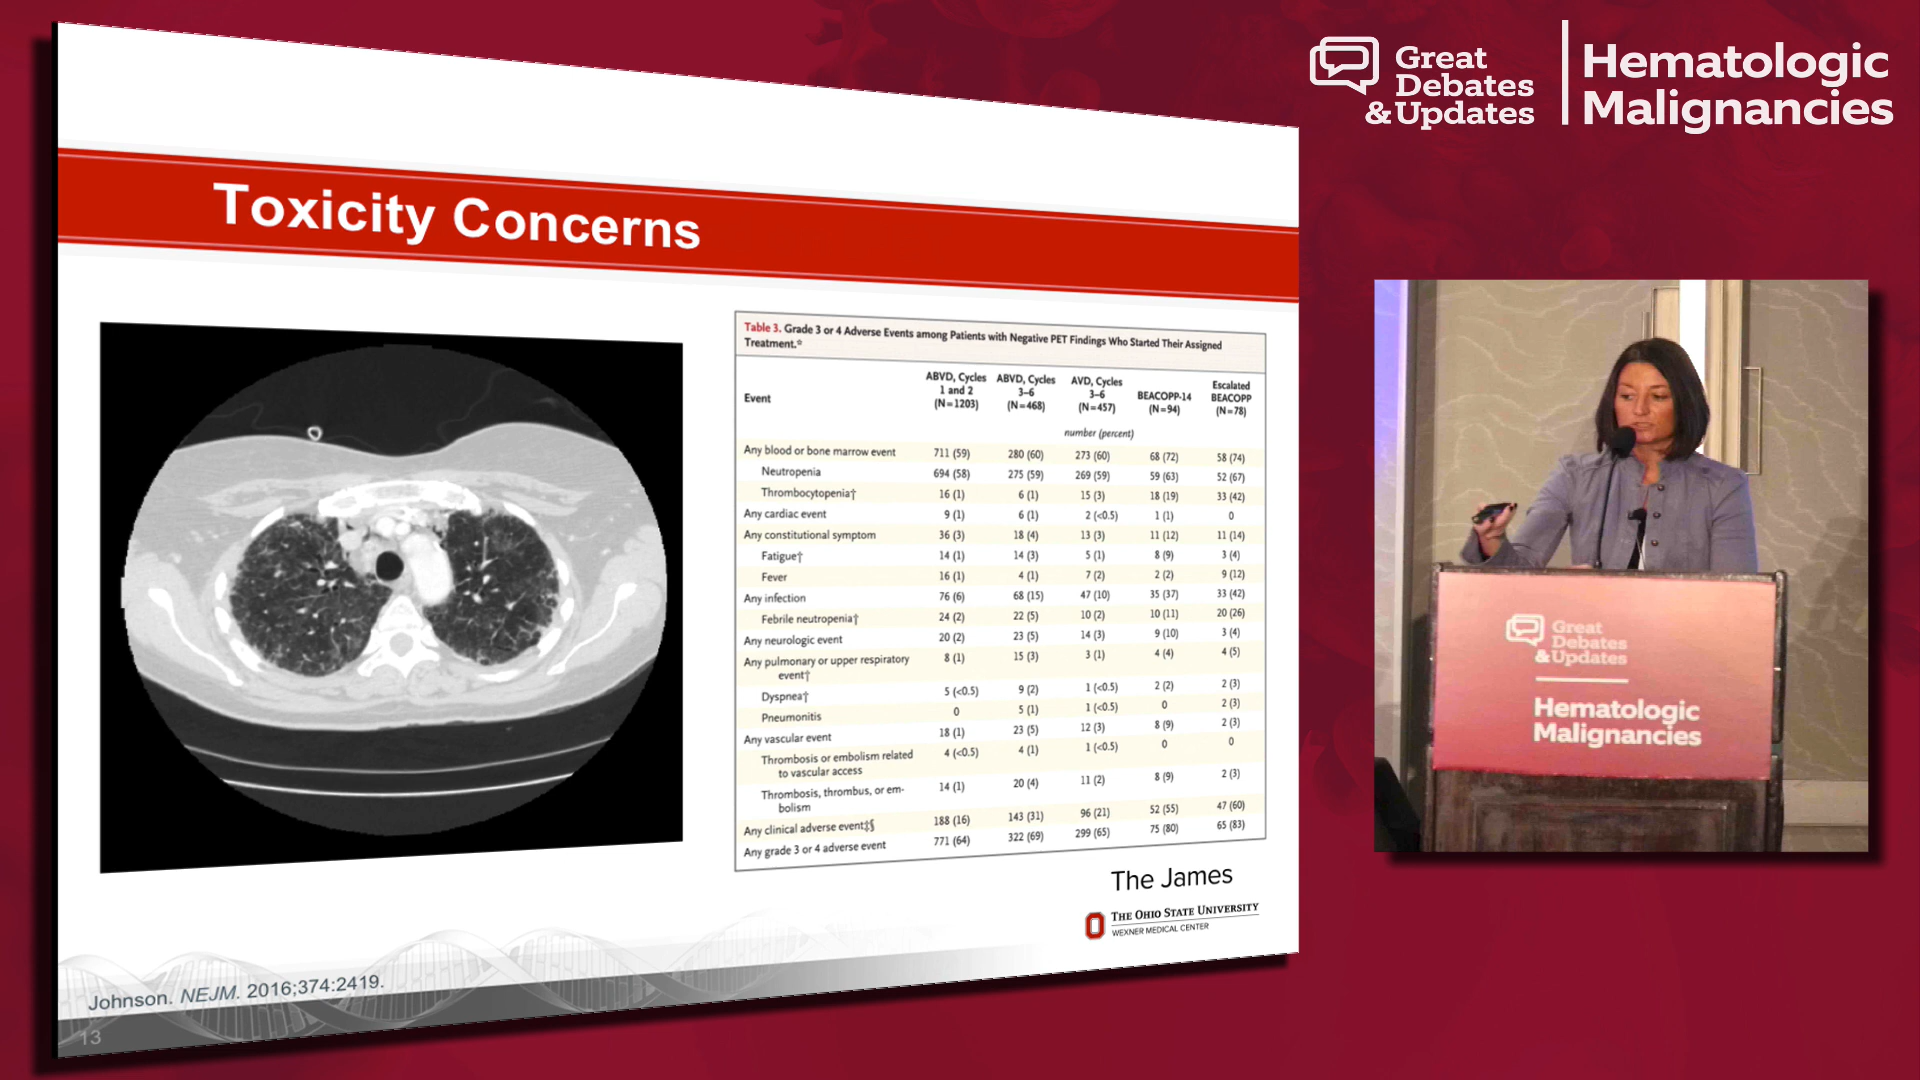 Great
Debates
&Updates
Hematologic
Malignancies
Toxicity Concerns
Table 3. Grade 3 or 4 Adverse Events among Patients with Negative PET Findings Who Started Their Assigned
Treatment.*
Event ABVD, Cycles 1 and 2 (N=1203) ABVD, Cycles 3–6 (N=468) AVD, Cycles 3–6 (N=457) BEACOPP-14 (N=94) Escalated BEACOPP (N=78)
number (percent)
Any blood or bone marrow event 711 (59) 280 (60) 273 (60) 68 (72) 58 (74)
Neutropenia 694 (58) 275 (59) 269 (59) 59 (63) 52 (67)
Thrombocytopenia† 16 (1) 6 (1) 15 (3) 18 (19) 33 (42)
Any cardiac event 9 (1) 6 (1) 2 (<0.5) 1 (1) 0
Any constitutional symptom 36 (3) 18 (4) 13 (3) 11 (12) 11 (14)
Fatigue† 14 (1) 14 (3) 5 (1) 8 (9) 3 (4)
Fever 16 (1) 4 (1) 7 (2) 2 (2) 9 (12)
Any infection 76 (6) 68 (15) 47 (10) 35 (37) 33 (42)
Febrile neutropenia† 24 (2) 22 (5) 10 (2) 10 (11) 20 (26)
Any neurologic event 20 (2) 23 (5) 14 (3) 9 (10) 3 (4)
Any pulmonary or upper respiratory 8 (1) 15 (3) 3 (1) 4 (4) 4 (5)
event†
Dyspnea† 5 (<0.5) 9 (2) 1 (<0.5) 2 (2) 2 (3)
Pneumonitis 0 5 (1) 1 (<0.5) 0 2 (3)
Any vascular event 18 (1) 23 (5) 12 (3) 8 (9) 2 (3)
Thrombosis or embolism related 4 (<0.5) 4 (1) 1 (<0.5) 0 0
to vascular access
Thrombosis, thrombus, or em- 14 (1) 20 (4) 11 (2) 8 (9) 2 (3)
bolism
Any clinical adverse event‡§ 188 (16) 143 (31) 96 (21) 52 (55) 47 (60)
Any grade 3 or 4 adverse event 771 (64) 322 (69) 299 (65) 75 (80) 65 (83)
The James
THE OHIO STATE UNIVERSITY
WEXNER MEDICAL CENTER
Johnson. NEJM. 2016;374:2419.
13
Great
Debates
&Updates
Hematologic
Malignancies